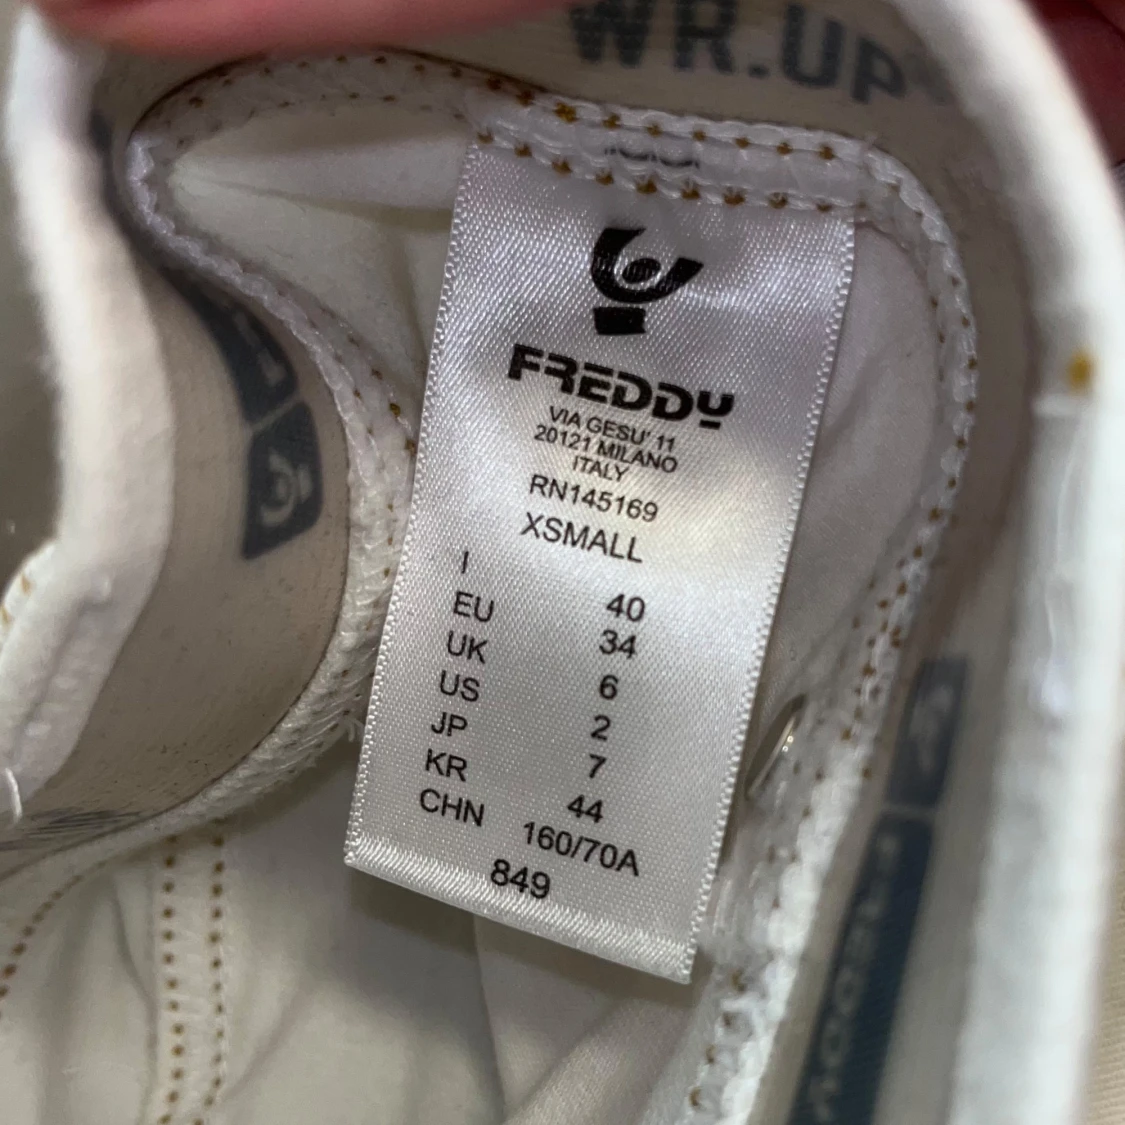 WR.UP
FREDDY
VIA GESU' 11
20121 MILANO
ITALY
RN145169
XSMALL
I 40
EU 34
UK 6
US 2
JP 7
KR 44
CHN 160/70A
849